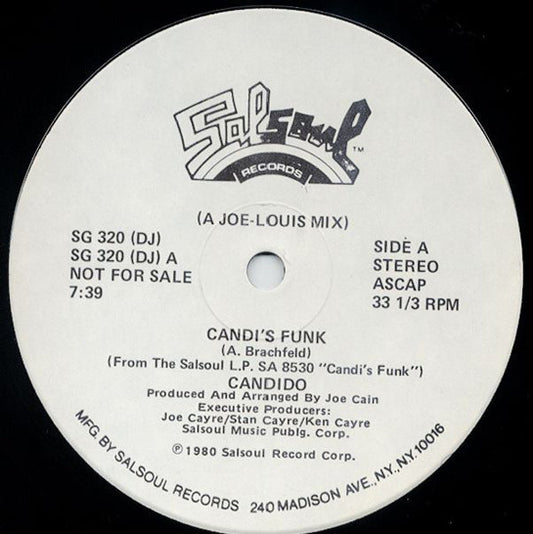 Salsoul
RECORDS
TM
(A JOE-LOUIS MIX)
SG 320 (DJ)
SG 320 (DJ) A
NOT FOR SALE
7:39
SIDE A
STEREO
ASCAP
33 1/3 RPM
CANDI'S FUNK
(A. Brachfeld)
(From The Salsoul L.P. SA 8530 "Candi's Funk")
CANDIDO
Produced And Arranged By Joe Cain
Executive Producers:
Joe Cayre/Stan Cayre/Ken Cayre
Salsoul Music Publg. Corp.
℗ 1980 Salsoul Record Corp.
MFG. BY SALSOUL RECORDS 240 MADISON AVE., NY., N.Y. 10016